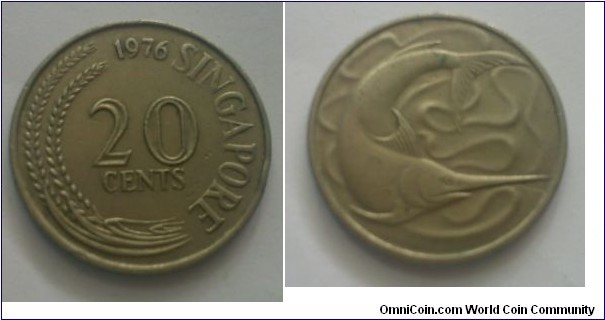 1976 SINGAPORE
20
CENTS
OmniCoin.com World Coin Community